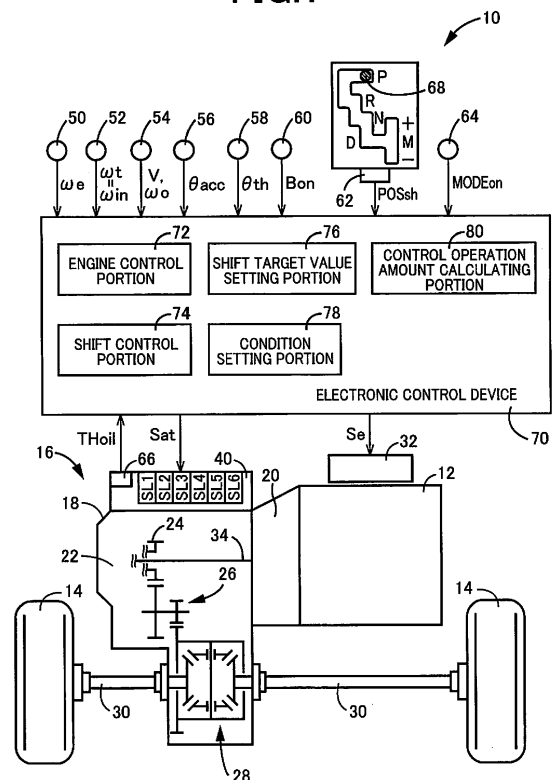 10
50
52
54
56
58
60
P
R
68
N
+
D
M
−
64
62
ωe
ωt
=
ωin
V,
ωo
θacc
θth
Bon
POSsh
MODEon
72
76
80
ENGINE CONTROL
PORTION
SHIFT TARGET VALUE
SETTING PORTION
CONTROL OPERATION
AMOUNT CALCULATING
PORTION
74
78
SHIFT CONTROL
PORTION
CONDITION
SETTING PORTION
ELECTRONIC CONTROL DEVICE
THoil
Sat
Se
70
16
66
SL1
SL2
SL3
SL4
SL5
SL6
40
32
20
12
18
24
34
22
26
14
14
30
30
28